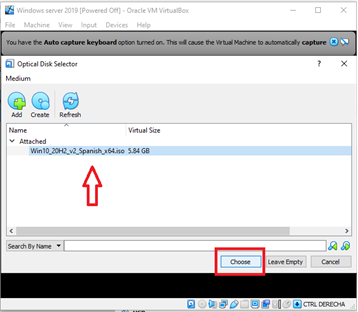 Windows server 2019 [Powered Off] - Oracle VM VirtualBox
File Machine View Input Devices Help
You have the Auto capture keyboard option turned on. This will cause the Virtual Machine to automatically capture
Optical Disk Selector
Medium
Add Create Refresh
Name Virtual Size
Attached
Win10_20H2_v2_Spanish_x64.iso 5.84 GB
Search By Name
Choose Leave Empty Cancel
CTRL DERECHA